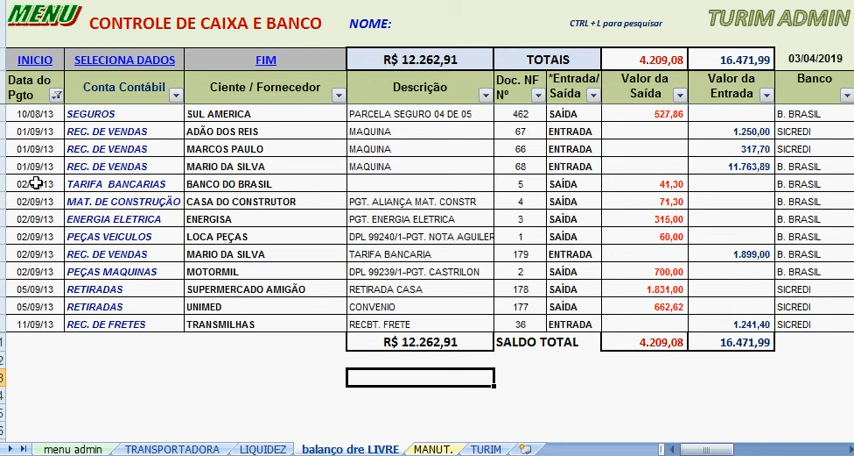 MENU CONTROLE DE CAIXA E BANCO NOME: CTRL + L para pesquisar TURIM ADMIN
INICIO SELECIONA DADOS FIM R$ 12.262,91 TOTAIS 4.209,08 16.471,99 03/04/2019
Data do Pgto Conta Contábil Ciente / Fornecedor Descrição Doc. NF Nº *Entrada/ Saída Valor da Saída Valor da Entrada Banco
10/08/13 SEGUROS SUL AMERICA PARCELA SEGURO 04 DE 05 462 SAÍDA 527,86 B. BRASIL
01/09/13 REC. DE VENDAS ADÃO DOS REIS MAQUINA 67 ENTRADA 1.250,00 SICREDI
01/09/13 REC. DE VENDAS MARCOS PAULO MAQUINA 66 ENTRADA 317,70 SICREDI
01/09/13 REC. DE VENDAS MARIO DA SILVA MAQUINA 68 ENTRADA 11.763,89 B. BRASIL
02/09/13 TARIFA BANCARIAS BANCO DO BRASIL 5 SAÍDA 41,30 B. BRASIL
02/09/13 MAT. DE CONSTRUÇÃO CASA DO CONSTRUTOR PGT. ALIANÇA MAT. CONSTR 4 SAÍDA 71,30 B. BRASIL
02/09/13 ENERGIA ELETRICA ENERGISA PGT. ENERGIA ELETRICA 3 SAÍDA 315,00 B. BRASIL
02/09/13 PEÇAS VEICULOS LOCA PEÇAS DPL 99240/1-PGT. NOTA AGUILER 1 SAÍDA 60,00 B. BRASIL
02/09/13 REC. DE VENDAS MARIO DA SILVA TARIFA BANCARIA 179 ENTRADA 1.899,00 B. BRASIL
02/09/13 PEÇAS MAQUINAS MOTORMIL DPL 99239/1-PGT. CASTRILON 2 SAÍDA 700,00 B. BRASIL
05/09/13 RETIRADAS SUPERMERCADO AMIGÃO RETIRADA CASA 178 SAÍDA 1.831,00 SICREDI
05/09/13 RETIRADAS UNIMED CONVENIO 177 SAÍDA 662,62 SICREDI
11/09/13 REC. DE FRETES TRANSMILHAS RECBT. FRETE 36 ENTRADA 1.241,40 SICREDI
R$ 12.262,91 SALDO TOTAL 4.209,08 16.471,99
menu admin TRANSPORTADORA LIQUIDEZ balanço dre LIVRE MANUT. TURIM